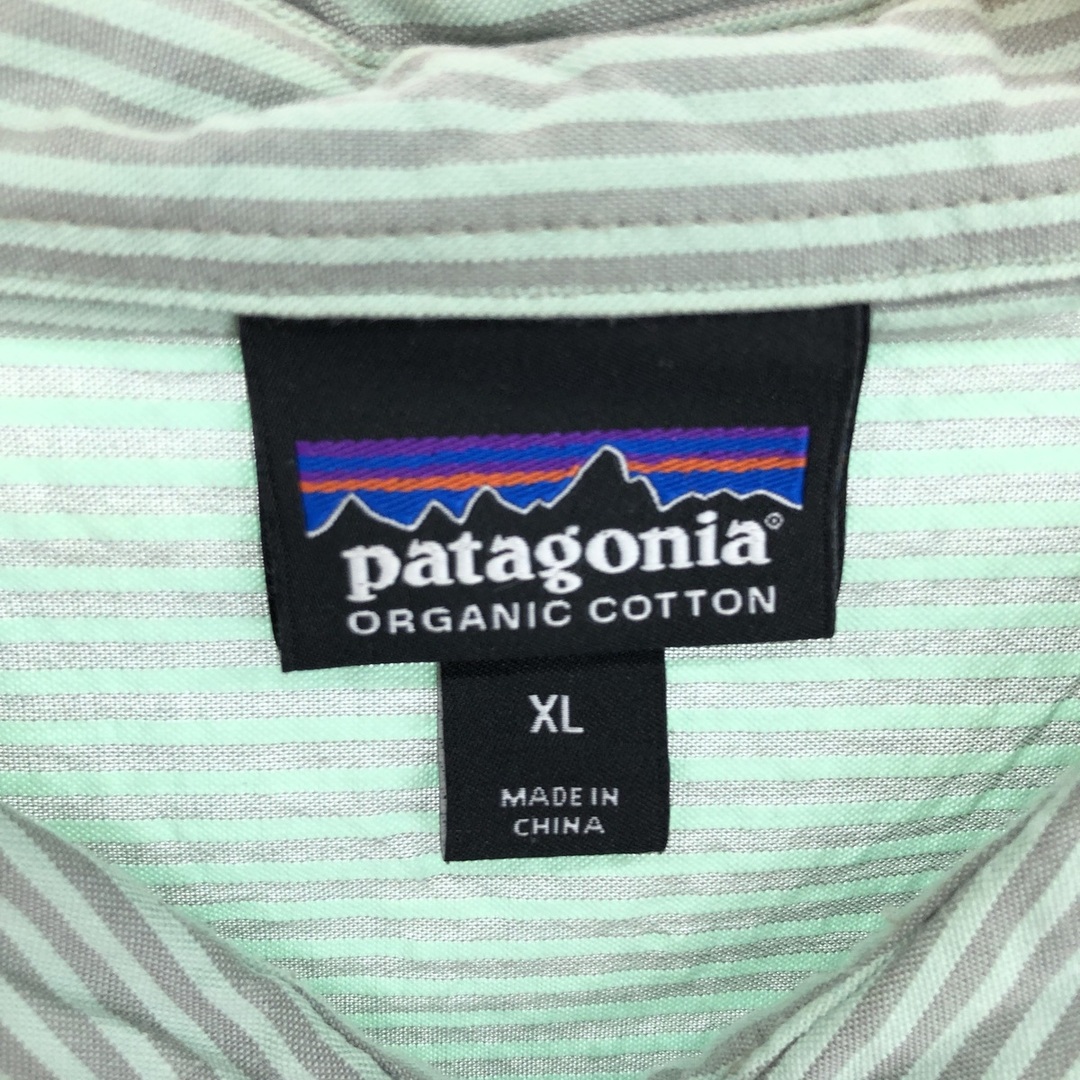 patagonia®
ORGANIC COTTON
XL
MADE IN
CHINA